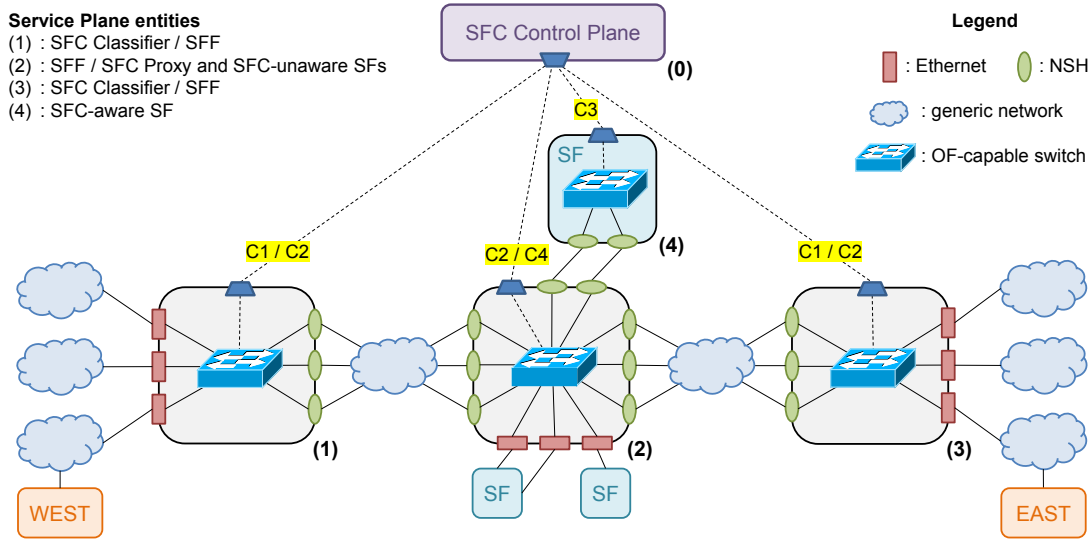 Service Plane entities
(1) : SFC Classifier / SFF
(2) : SFF / SFC Proxy and SFC-unaware SFs
(3) : SFC Classifier / SFF
(4) : SFC-aware SF
SFC Control Plane
(0)
Legend
: Ethernet
: NSH
: generic network
: OF-capable switch
C3
SF
(4)
C1 / C2
C2 / C4
C1 / C2
(1)
(2)
(3)
SF
SF
WEST
EAST